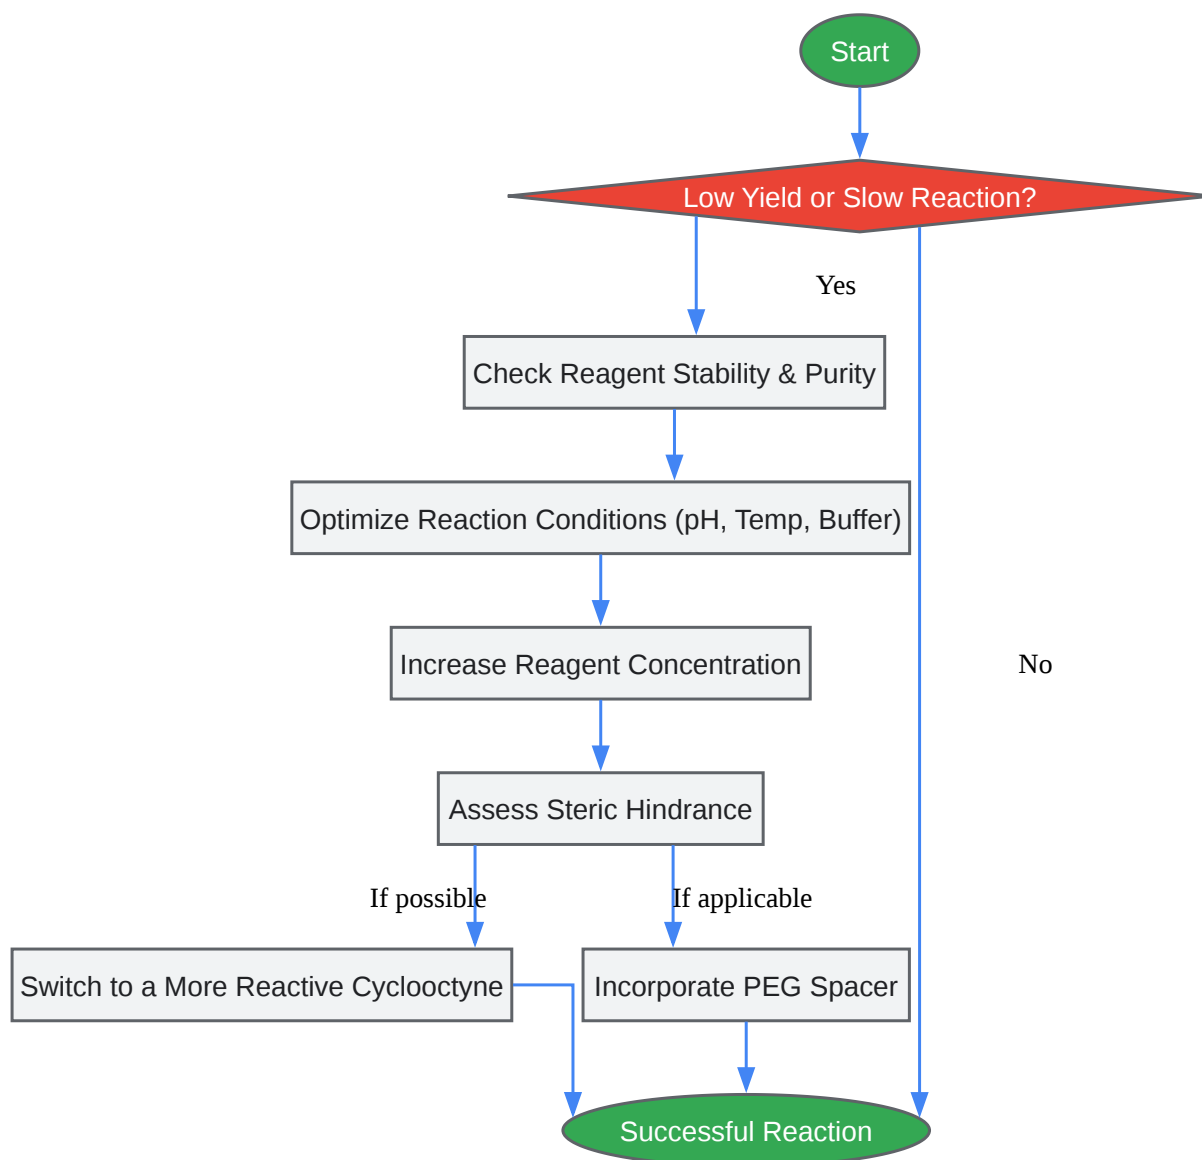 Start
Low Yield or Slow Reaction?
Yes
Check Reagent Stability & Purity
Optimize Reaction Conditions (pH, Temp, Buffer)
Increase Reagent Concentration
No
Assess Steric Hindrance
If possible
If applicable
Switch to a More Reactive Cyclooctyne
Incorporate PEG Spacer
Successful Reaction